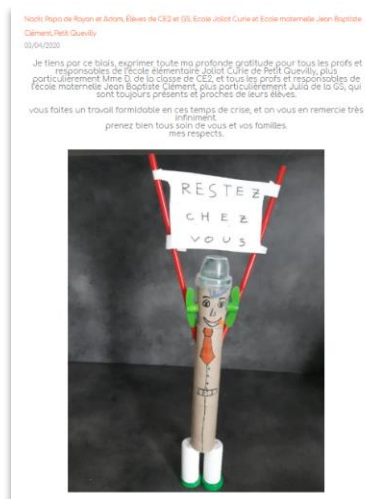 Nacib, Papa de Rayan et Adam, Élèves de CE2 et GS, Ecole Joliot Curie et Ecole maternelle Jean Baptiste
Clément, Petit Quevilly
03/04/2020
Je tiens par ce biais, exprimer toute ma profonde gratitude pour tous les profs et
responsables de l'école élémentaire Joliot Curie de Petit Quevilly, plus
particulièrement Mme D, de la classe de CE2, et tous les profs et responsables de
l'école maternelle Jean Baptiste Clément, plus particulièrement Julia de la GS, qui
sont toujours présents et proches de leurs élèves.
vous faites un travail formidable en ces temps de crise, et on vous en remercie très
infiniment.
prenez bien tous soin de vous et vos familles.
mes respects.
RESTEZ
CHEZ
VOUS